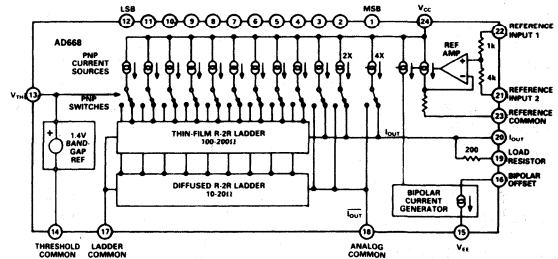 LSB MSB VCC
12 11 10 9 8 7 6 5 4 3 2 1 24
AD668
REF AMP
22 REFERENCE INPUT 1
1k
PNP CURRENT SOURCES
2X 4X
4k
21 REFERENCE INPUT 2
VTH 13
PNP SWITCHES
23 REFERENCE COMMON
THIN-FILM R-2R LADDER
100-200Ω
IOUT
20 IOUT
1.4V BAND-GAP REF
200
19 LOAD RESISTOR
DIFFUSED R-2R LADDER
10-20Ω
16 BIPOLAR OFFSET
BIPOLAR CURRENT GENERATOR
IOUT
14 17 18 15
THRESHOLD COMMON
LADDER COMMON
ANALOG COMMON
VEE